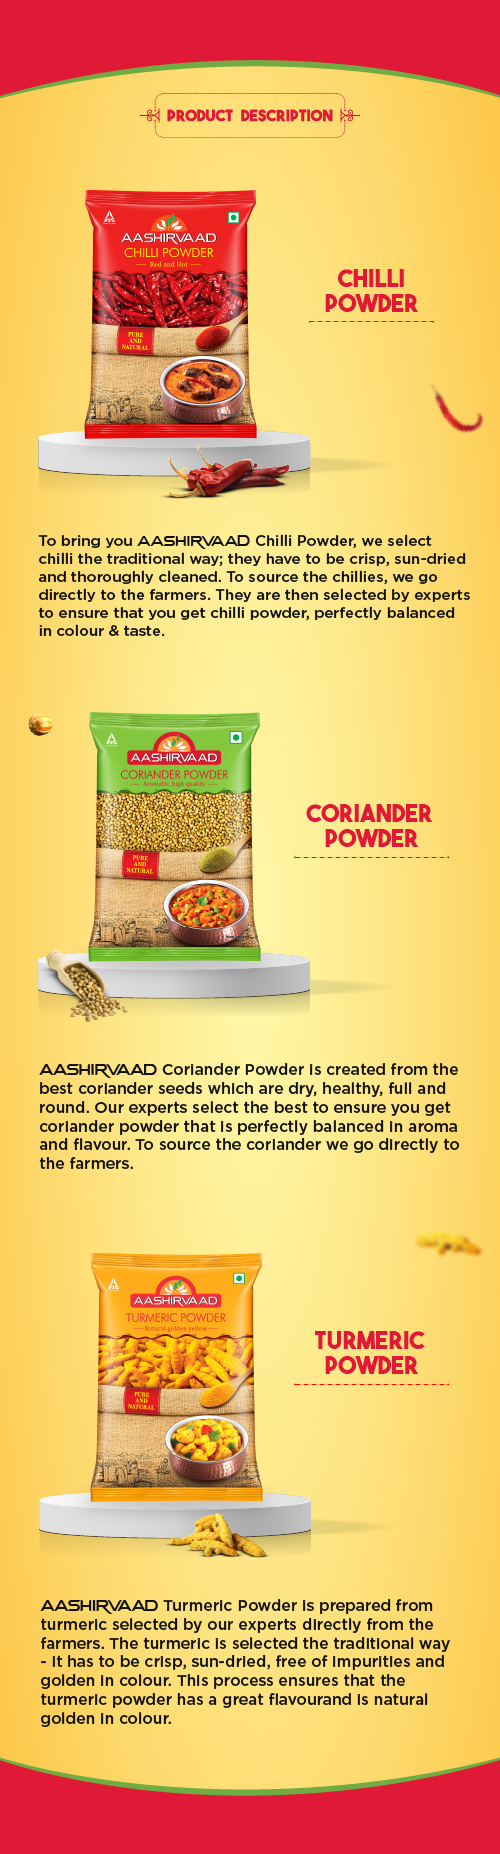 PRODUCT DESCRIPTION
AASHIRVAAD
CHILLI POWDER
Red and Hot
PURE
AND
NATURAL
CHILLI
POWDER
To bring you AASHIRVAAD Chilli Powder, we select
chilli the traditional way; they have to be crisp, sun-dried
and thoroughly cleaned. To source the chillies, we go
directly to the farmers. They are then selected by experts
to ensure that you get chilli powder, perfectly balanced
in colour & taste.
AASHIRVAAD
CORIANDER POWDER
Aromatic, high quality
PURE
AND
NATURAL
CORIANDER
POWDER
AASHIRVAAD Coriander Powder is created from the
best coriander seeds which are dry, healthy, full and
round. Our experts select the best to ensure you get
coriander powder that is perfectly balanced in aroma
and flavour. To source the coriander we go directly to
the farmers.
AASHIRVAAD
TURMERIC POWDER
Natural golden yellow
PURE
AND
NATURAL
TURMERIC
POWDER
AASHIRVAAD Turmeric Powder is prepared from
turmeric selected by our experts directly from the
farmers. The turmeric is selected the traditional way
- it has to be crisp, sun-dried, free of impurities and
golden in colour. This process ensures that the
turmeric powder has a great flavourand is natural
golden in colour.